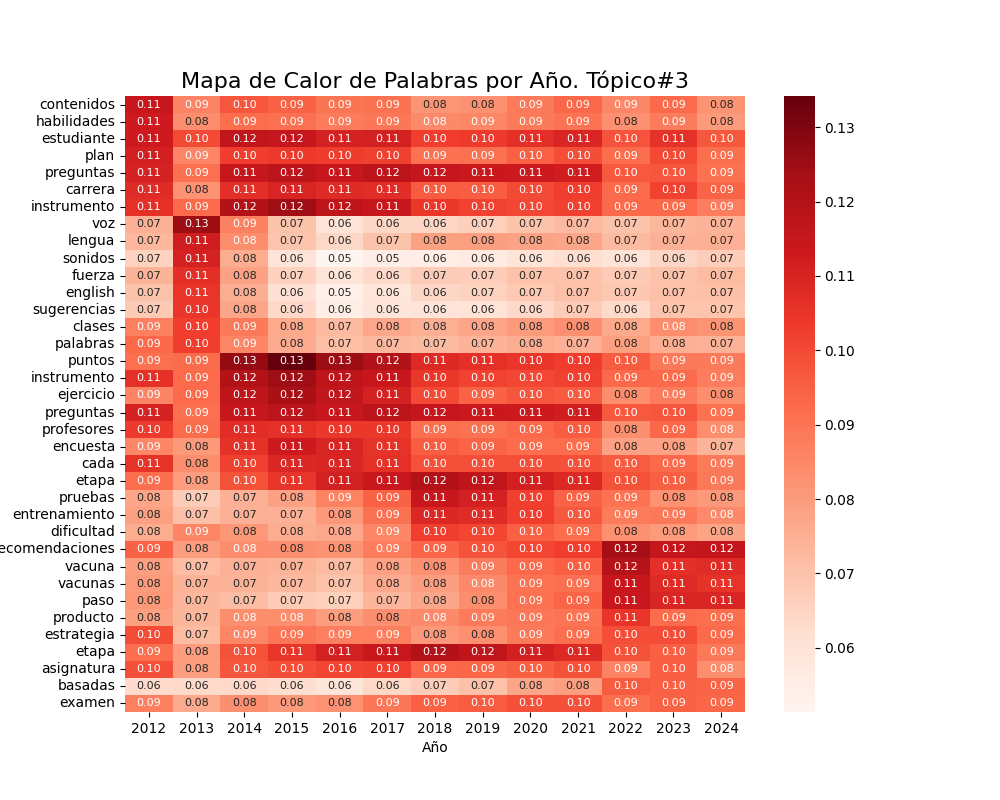 Mapa de Calor de Palabras por Año. Tópico#3
contenidos 0.11 0.09 0.10 0.09 0.09 0.09 0.08 0.08 0.09 0.09 0.09 0.09 0.08
habilidades 0.11 0.08 0.09 0.09 0.09 0.09 0.08 0.09 0.09 0.09 0.08 0.09 0.08
estudiante 0.11 0.10 0.12 0.12 0.11 0.11 0.10 0.10 0.11 0.11 0.10 0.11 0.10
plan 0.11 0.09 0.10 0.10 0.10 0.10 0.09 0.09 0.10 0.10 0.09 0.10 0.09
preguntas 0.11 0.09 0.11 0.12 0.11 0.12 0.12 0.11 0.11 0.11 0.10 0.10 0.09
carrera 0.11 0.08 0.11 0.11 0.11 0.11 0.10 0.10 0.10 0.10 0.09 0.10 0.09
instrumento 0.11 0.09 0.12 0.12 0.12 0.11 0.10 0.10 0.10 0.10 0.09 0.09 0.09
voz 0.07 0.13 0.09 0.07 0.06 0.06 0.06 0.07 0.07 0.07 0.07 0.07 0.07
lengua 0.07 0.11 0.08 0.07 0.06 0.07 0.08 0.08 0.08 0.08 0.07 0.07 0.07
sonidos 0.07 0.11 0.08 0.06 0.05 0.05 0.06 0.06 0.06 0.06 0.06 0.06 0.07
fuerza 0.07 0.11 0.08 0.07 0.06 0.06 0.07 0.07 0.07 0.07 0.07 0.07 0.07
english 0.07 0.11 0.08 0.06 0.05 0.06 0.06 0.07 0.07 0.07 0.07 0.07 0.07
sugerencias 0.07 0.10 0.08 0.06 0.06 0.06 0.06 0.06 0.06 0.07 0.06 0.07 0.07
clases 0.09 0.10 0.09 0.08 0.07 0.08 0.08 0.08 0.08 0.08 0.08 0.08 0.08
palabras 0.09 0.10 0.09 0.08 0.07 0.07 0.07 0.07 0.08 0.07 0.08 0.08 0.07
puntos 0.09 0.09 0.13 0.13 0.13 0.12 0.11 0.11 0.10 0.10 0.10 0.09 0.09
instrumento 0.11 0.09 0.12 0.12 0.12 0.11 0.10 0.10 0.10 0.10 0.09 0.09 0.09
ejercicio 0.09 0.09 0.12 0.12 0.12 0.11 0.10 0.09 0.10 0.10 0.08 0.09 0.08
preguntas 0.11 0.09 0.11 0.12 0.11 0.12 0.12 0.11 0.11 0.11 0.10 0.10 0.09
profesores 0.10 0.09 0.11 0.11 0.10 0.10 0.09 0.09 0.09 0.10 0.08 0.09 0.08
encuesta 0.09 0.08 0.11 0.11 0.11 0.11 0.10 0.09 0.09 0.09 0.08 0.08 0.07
cada 0.11 0.08 0.10 0.11 0.11 0.11 0.10 0.10 0.10 0.10 0.10 0.09 0.09
etapa 0.09 0.08 0.10 0.11 0.11 0.11 0.12 0.12 0.11 0.11 0.10 0.10 0.09
pruebas 0.08 0.07 0.07 0.08 0.09 0.09 0.11 0.11 0.10 0.09 0.09 0.08 0.08
entrenamiento 0.08 0.07 0.07 0.07 0.08 0.09 0.11 0.11 0.10 0.10 0.09 0.09 0.08
dificultad 0.08 0.09 0.08 0.08 0.08 0.09 0.10 0.10 0.10 0.09 0.08 0.08 0.08
ecomendaciones 0.09 0.08 0.08 0.08 0.08 0.09 0.09 0.10 0.10 0.10 0.12 0.12 0.12
vacuna 0.08 0.07 0.07 0.07 0.07 0.08 0.08 0.09 0.09 0.10 0.12 0.11 0.11
vacunas 0.08 0.07 0.07 0.07 0.07 0.08 0.08 0.08 0.09 0.09 0.11 0.11 0.11
paso 0.08 0.07 0.07 0.07 0.07 0.07 0.08 0.08 0.09 0.09 0.11 0.11 0.11
producto 0.08 0.07 0.08 0.08 0.08 0.08 0.08 0.09 0.09 0.09 0.11 0.09 0.09
estrategia 0.10 0.07 0.09 0.09 0.09 0.09 0.08 0.08 0.09 0.09 0.10 0.10 0.09
etapa 0.09 0.08 0.10 0.11 0.11 0.11 0.12 0.12 0.11 0.11 0.10 0.10 0.09
asignatura 0.10 0.08 0.10 0.10 0.10 0.10 0.09 0.09 0.10 0.10 0.09 0.10 0.08
basadas 0.06 0.06 0.06 0.06 0.06 0.06 0.07 0.07 0.08 0.08 0.10 0.10 0.09
examen 0.09 0.08 0.08 0.08 0.08 0.09 0.09 0.10 0.10 0.10 0.09 0.09 0.09
2012 2013 2014 2015 2016 2017 2018 2019 2020 2021 2022 2023 2024
Año
0.13
0.12
0.11
0.10
0.09
0.08
0.07
0.06